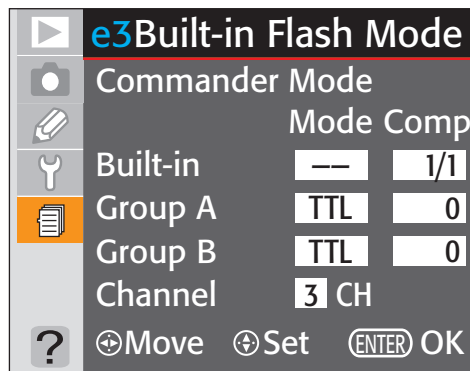 e3Built-in Flash Mode
Commander Mode
Mode Comp
Built-in -- 1/1
Group A TTL 0
Group B TTL 0
Channel 3 CH
? Move Set ENTER OK